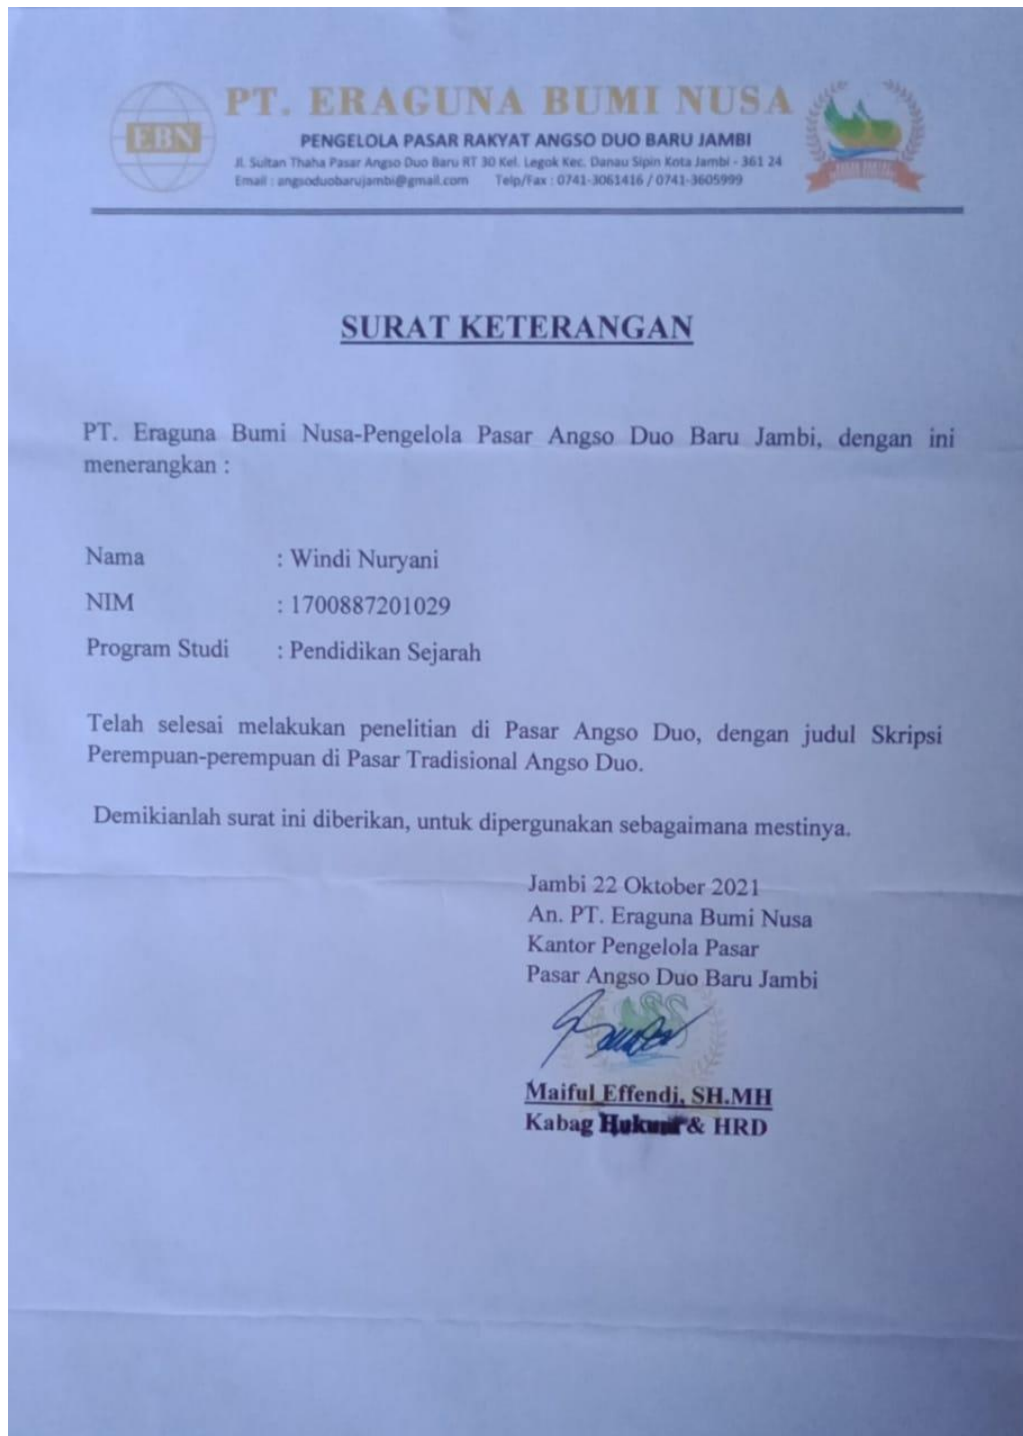 EBN
PT. ERAGUNA BUMI NUSA
PENGELOLA PASAR RAKYAT ANGSO DUO BARU JAMBI
Jl. Sultan Thaha Pasar Angso Duo Baru RT 30 Kel. Legok Kec. Danau Sipin Kota Jambi - 361 24
Email : angsoduobarujambi@gmail.com Telp/Fax : 0741-3061416 / 0741-3605999
SURAT KETERANGAN
PT. Eraguna Bumi Nusa-Pengelola Pasar Angso Duo Baru Jambi, dengan ini
menerangkan :
Nama : Windi Nuryani
NIM : 1700887201029
Program Studi : Pendidikan Sejarah
Telah selesai melakukan penelitian di Pasar Angso Duo, dengan judul Skripsi
Perempuan-perempuan di Pasar Tradisional Angso Duo.
Demikianlah surat ini diberikan, untuk dipergunakan sebagaimana mestinya.
Jambi 22 Oktober 2021
An. PT. Eraguna Bumi Nusa
Kantor Pengelola Pasar
Pasar Angso Duo Baru Jambi
Maiful Effendi, SH.MH
Kabag Hukum & HRD